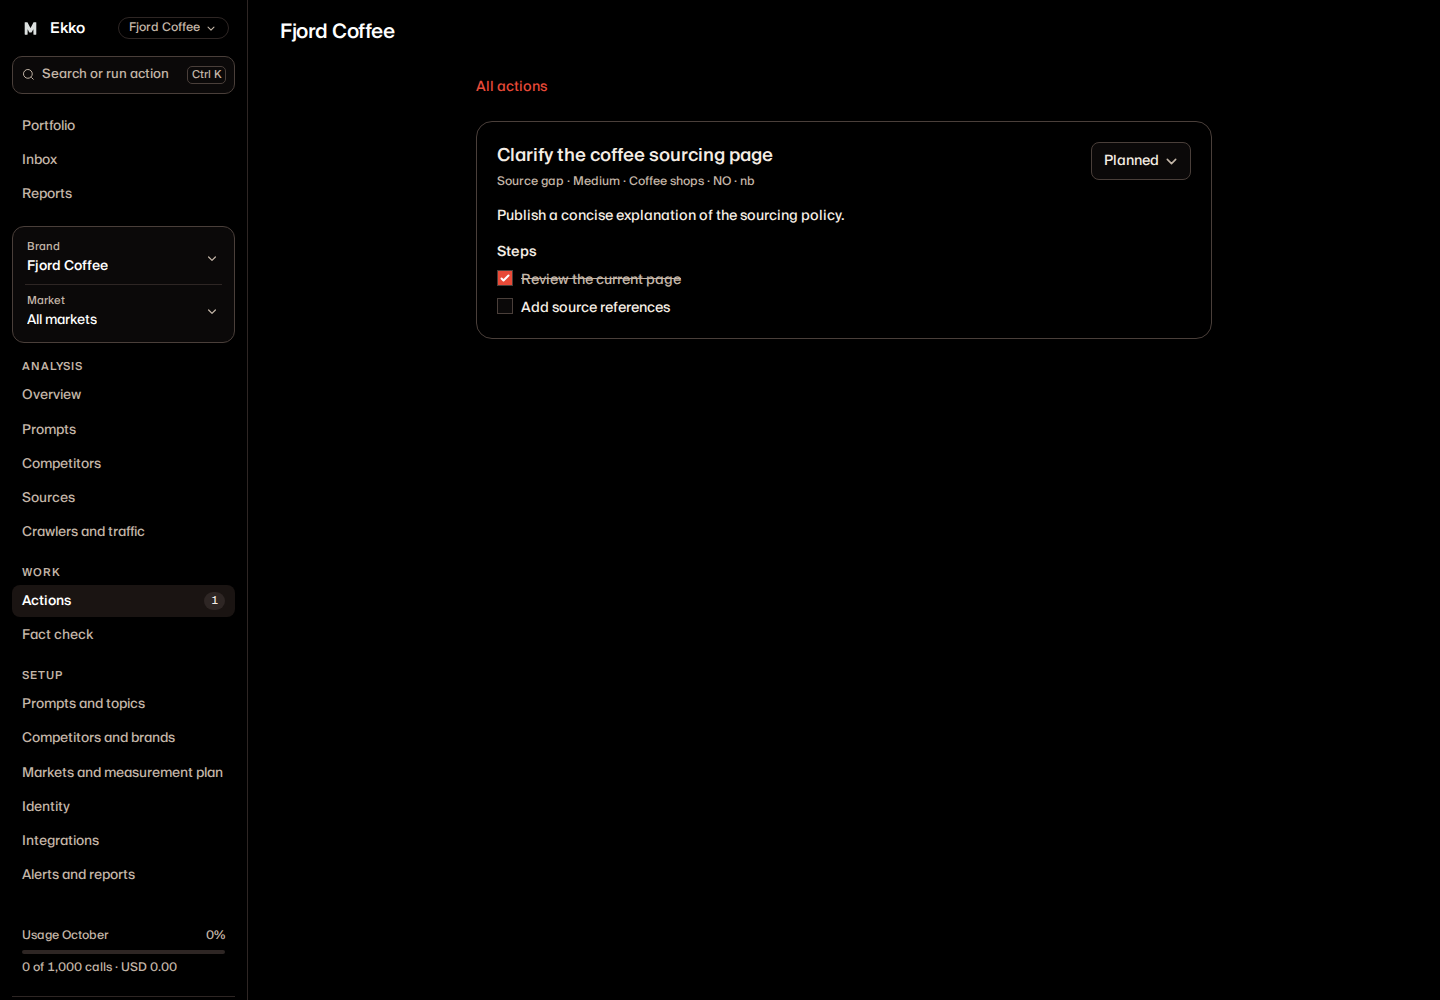 Ekko
Fjord Coffee
Search or run action
Ctrl K
Portfolio
Inbox
Reports
Brand
Fjord Coffee
Market
All markets
ANALYSIS
Overview
Prompts
Competitors
Sources
Crawlers and traffic
WORK
Actions
1
Fact check
SETUP
Prompts and topics
Competitors and brands
Markets and measurement plan
Identity
Integrations
Alerts and reports
Usage October
0%
0 of 1,000 calls · USD 0.00
Fjord Coffee
All actions
Clarify the coffee sourcing page
Planned
Source gap · Medium · Coffee shops · NO · nb
Publish a concise explanation of the sourcing policy.
Steps
Review the current page
Add source references